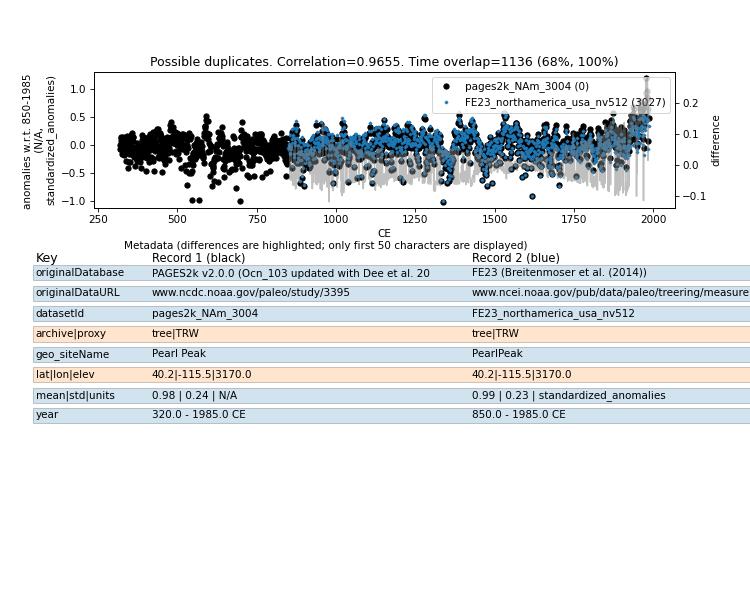 Possible duplicates. Correlation=0.9655. Time overlap=1136 (68%, 100%)
anomalies w.r.t. 850-1985
(N/A,
standardized_anomalies)
1.0
0.5
0.0
−0.5
−1.0
pages2k_NAm_3004 (0)
FE23_northamerica_usa_nv512 (3027)
0.2
0.1
0.0
−0.1
difference
250 500 750 1000 1250 1500 1750 2000
CE
Metadata (differences are highlighted; only first 50 characters are displayed)
Key Record 1 (black) Record 2 (blue)
originalDatabase PAGES2k v2.0.0 (Ocn_103 updated with Dee et al. 20 FE23 (Breitenmoser et al. (2014))
originalDataURL www.ncdc.noaa.gov/paleo/study/3395 www.ncei.noaa.gov/pub/data/paleo/treering/measure
datasetId pages2k_NAm_3004 FE23_northamerica_usa_nv512
archive|proxy tree|TRW tree|TRW
geo_siteName Pearl Peak PearlPeak
lat|lon|elev 40.2|-115.5|3170.0 40.2|-115.5|3170.0
mean|std|units 0.98 | 0.24 | N/A 0.99 | 0.23 | standardized_anomalies
year 320.0 - 1985.0 CE 850.0 - 1985.0 CE